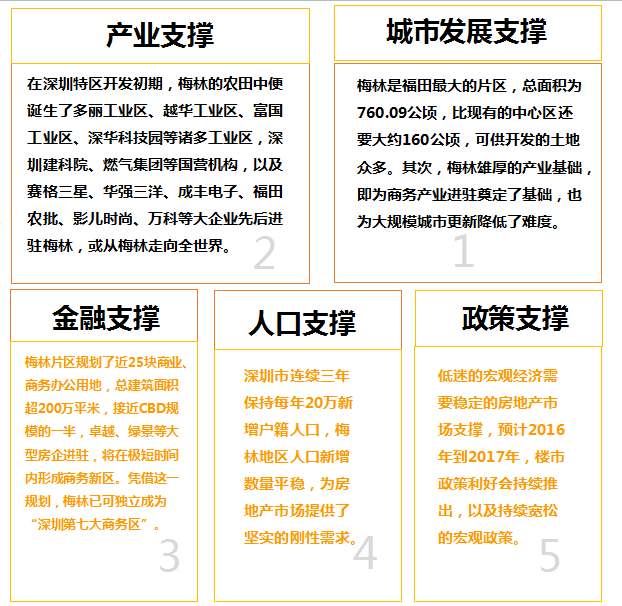 产业支撑
在深圳特区开发初期，梅林的农田中便
诞生了多丽工业区、越华工业区、富国
工业区、深华科技园等诸多工业区，深
圳建科院、燃气集团等国营机构，以及
赛格三星、华强三洋、成丰电子、福田
农批、影儿时尚、万科等大企业先后进
驻梅林，或从梅林走向全世界。
2
城市发展支撑
梅林是福田最大的片区，总面积为
760.09公顷，比现有的中心区还
要大约160公顷，可供开发的土地
众多。其次，梅林雄厚的产业基础，
即为商务产业进驻奠定了基础，也
为大规模城市更新降低了难度。
1
金融支撑
梅林片区规划了近25块商业、
商务办公用地，总建筑面积
超200万平米，接近CBD规
模的一半，卓越、绿景等大
型房企进驻，将在极短时间
内形成商务新区。凭借这一
规划，梅林已可独立成为
“深圳第七大商务区”。
3
人口支撑
深圳市连续三年
保持每年20万新
增户籍人口，梅
林地区人口新增
数量平稳，为房
地产市场提供了
坚实的刚性需求。
4
政策支撑
低迷的宏观经济需
要稳定的房地产市
场支撑，预计2016
年到2017年，楼市
政策利好会持续推
出，以及持续宽松
的宏观政策。
5